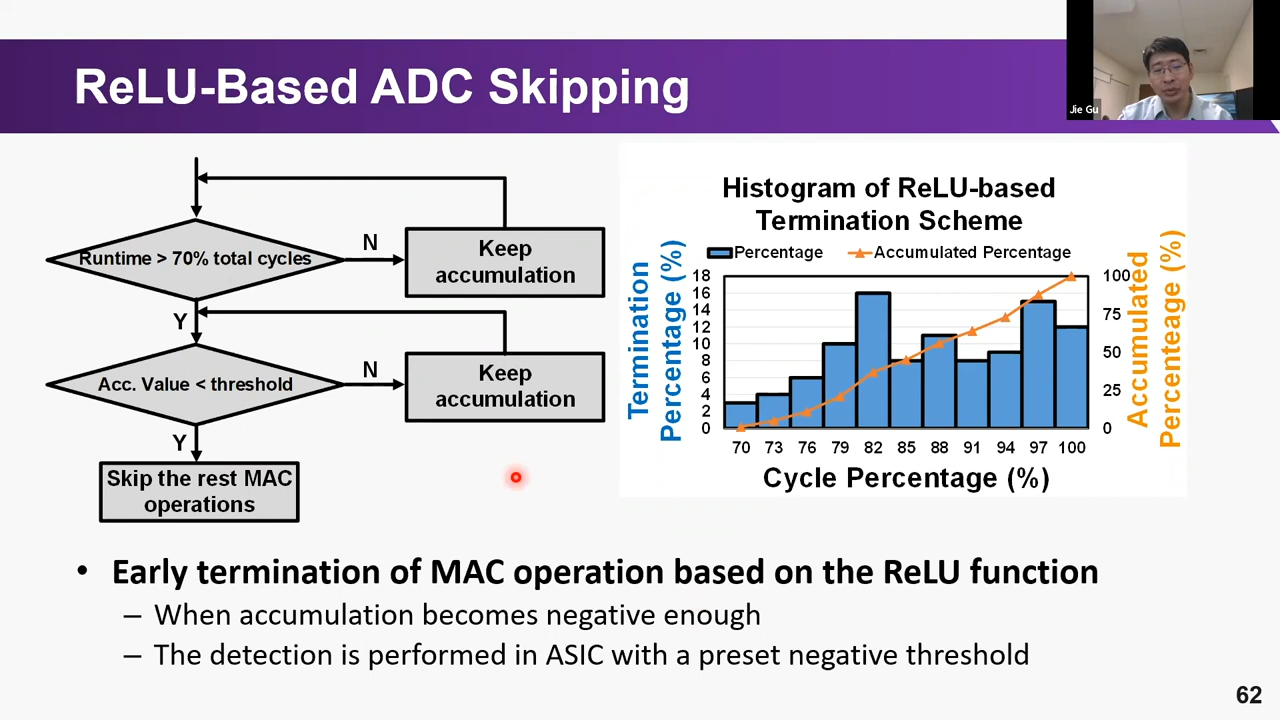 ReLU-Based ADC Skipping
Jie Gu
Runtime > 70% total cycles
N
Keep
accumulation
Y
Acc. Value < threshold
N
Keep
accumulation
Y
Skip the rest MAC
operations
Histogram of ReLU-based
Termination Scheme
Percentage
Accumulated Percentage
Termination
Percentage (%)
18
16
14
12
10
8
6
4
2
0
100
75
50
25
0
Accumulated
Percenteage (%)
70 73 76 79 82 85 88 91 94 97 100
Cycle Percentage (%)
• Early termination of MAC operation based on the ReLU function
– When accumulation becomes negative enough
– The detection is performed in ASIC with a preset negative threshold
62